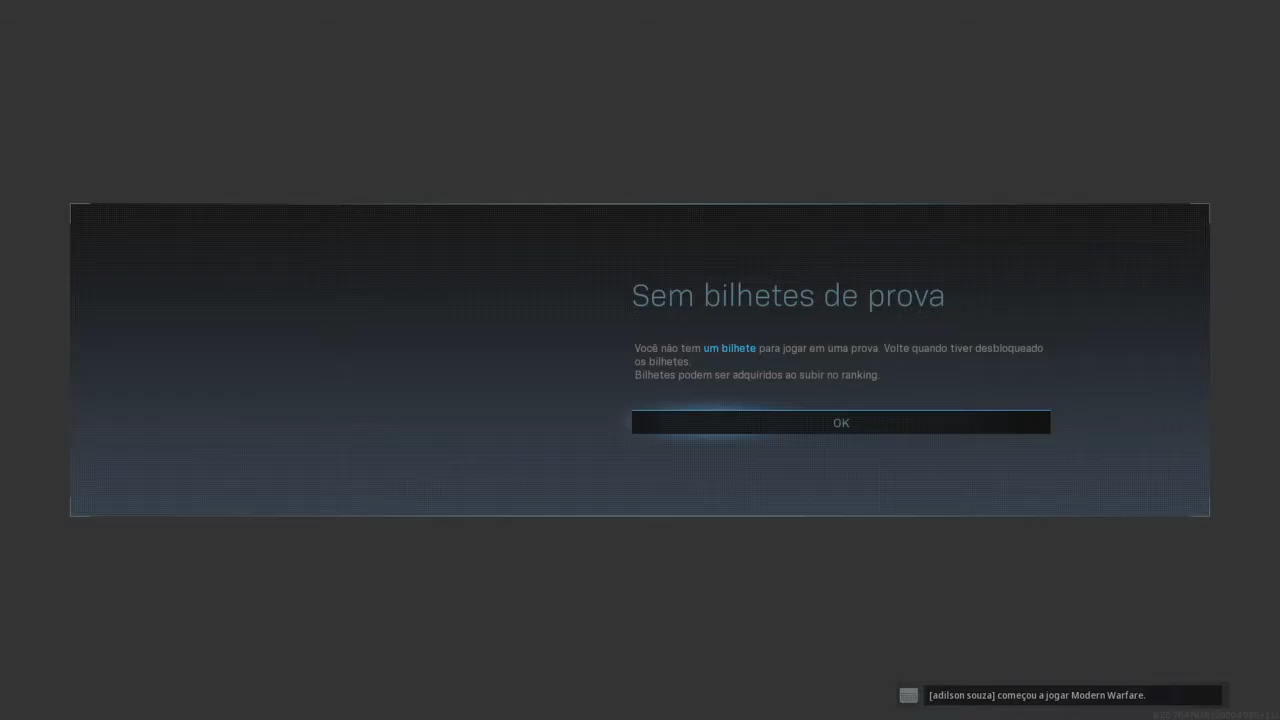 Sem bilhetes de prova
Você não tem um bilhete para jogar em uma prova. Volte quando tiver desbloqueado
os bilhetes.
Bilhetes podem ser adquiridos ao subir no ranking.
OK
[adilson souza] começou a jogar Modern Warfare.